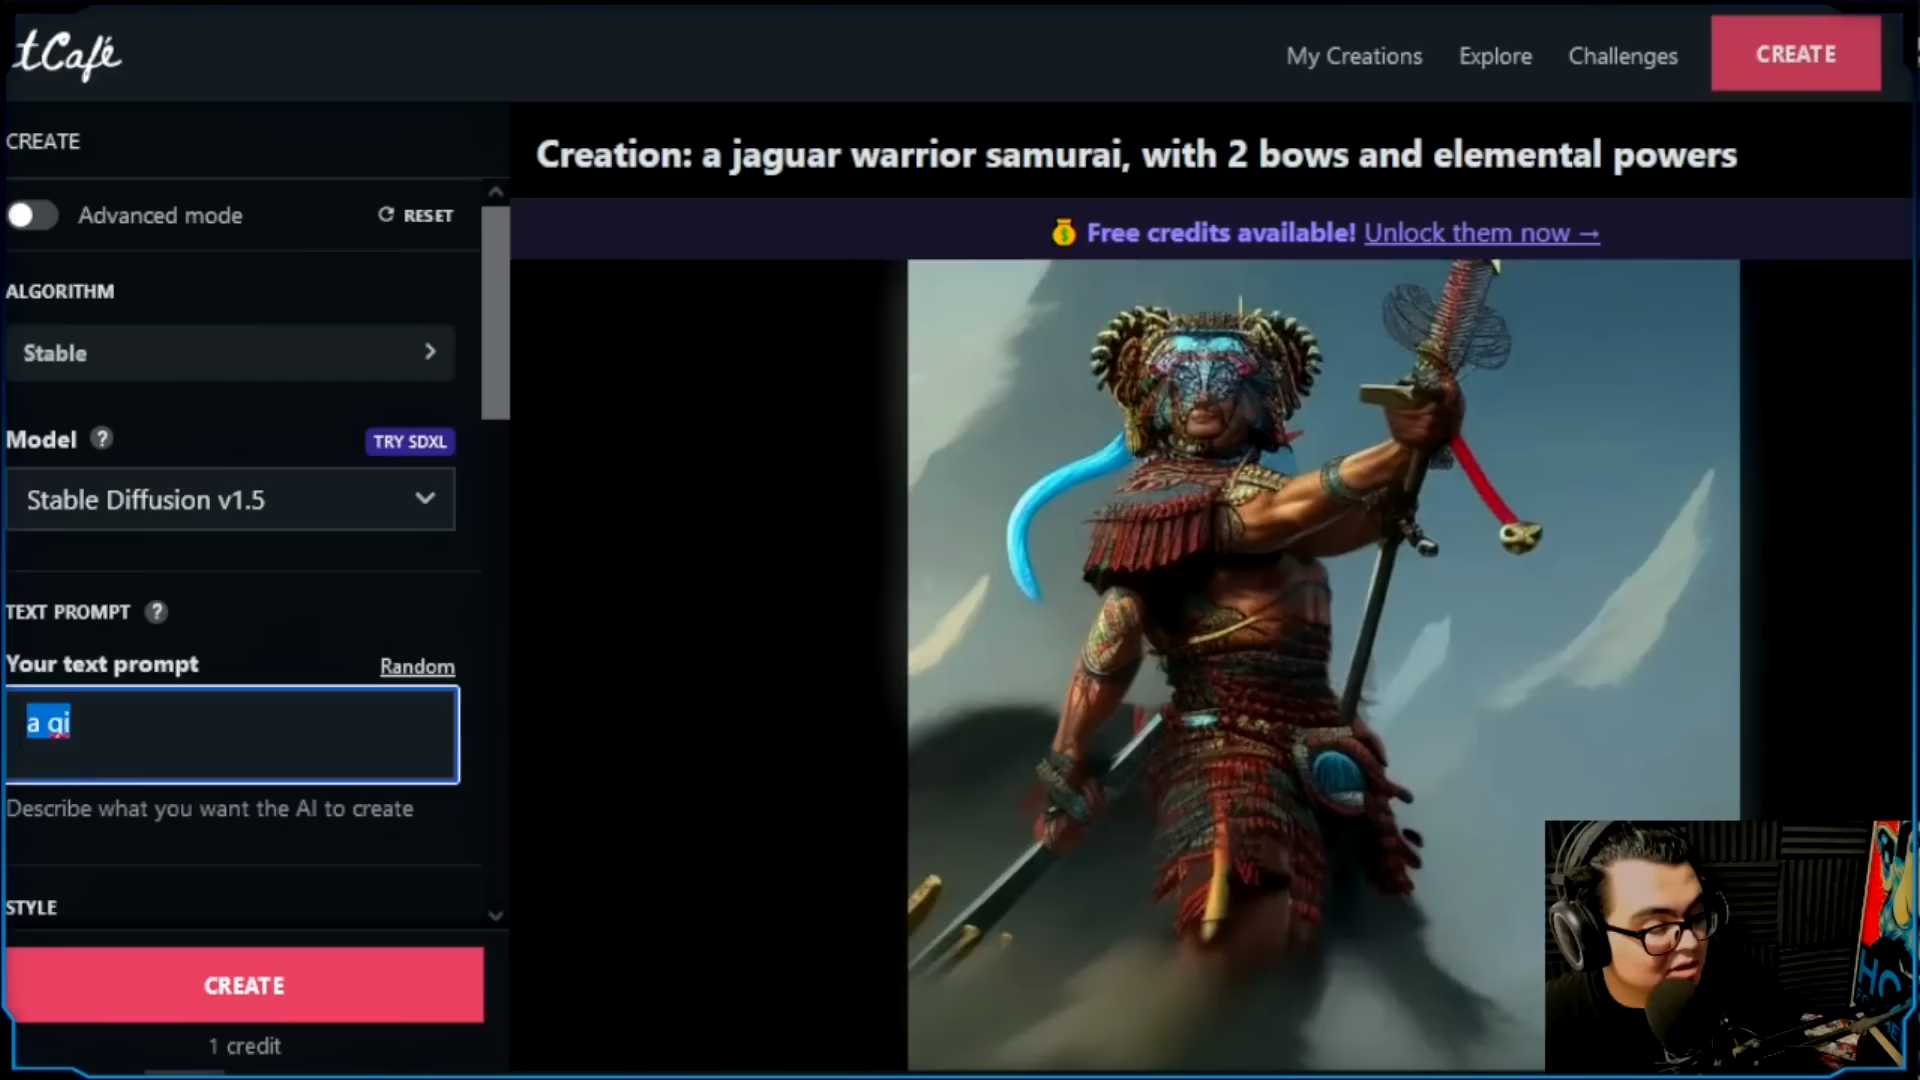 tCafé
My Creations
Explore
Challenges
CREATE
CREATE
Advanced mode
RESET
ALGORITHM
Stable
Model ?
TRY SDXL
Stable Diffusion v1.5
TEXT PROMPT ?
Your text prompt
Random
a gi
Describe what you want the AI to create
STYLE
CREATE
1 credit
Creation: a jaguar warrior samurai, with 2 bows and elemental powers
Free credits available! Unlock them now →